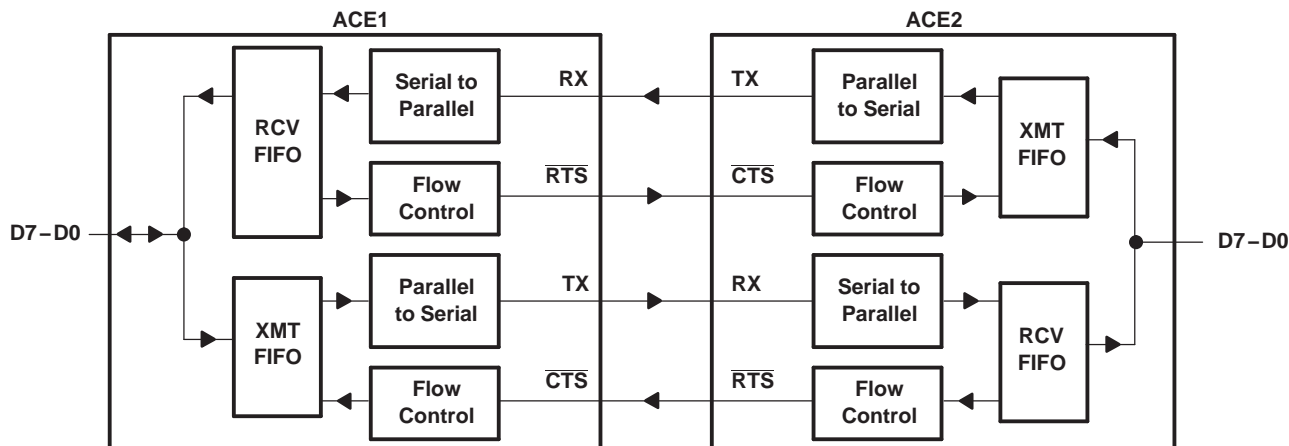 ACE1 ACE2
Serial to
Parallel
RX TX
Parallel
to Serial
RCV
FIFO
XMT
FIFO
Flow
Control
RTS CTS
Flow
Control
D7–D0 D7–D0
Parallel
to Serial
TX RX
Serial to
Parallel
XMT
FIFO
RCV
FIFO
Flow
Control
CTS RTS
Flow
Control